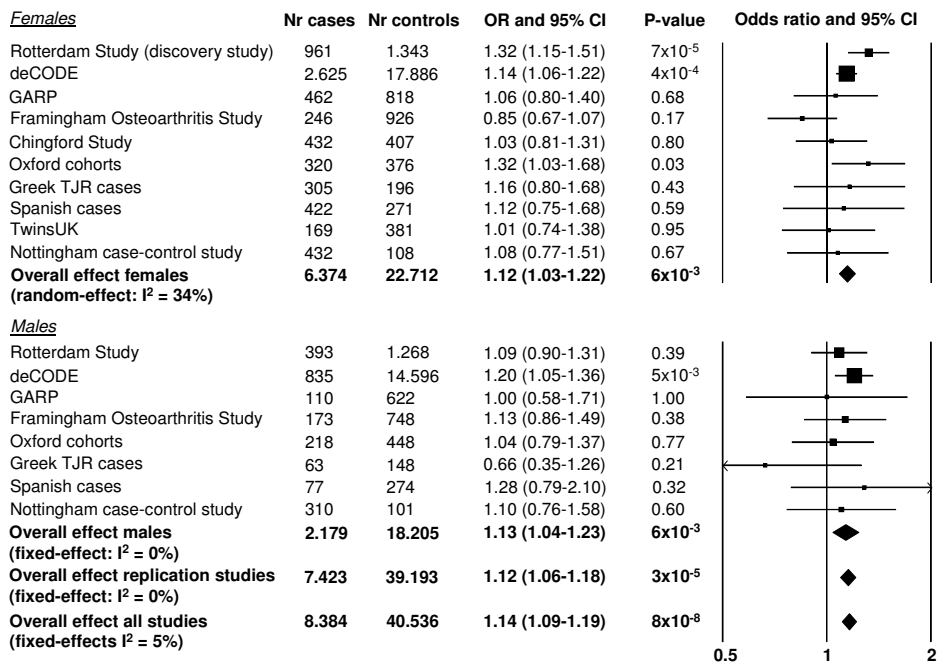 Females Nr cases Nr controls OR and 95% CI P-value Odds ratio and 95% CI
Rotterdam Study (discovery study) 961 1.343 1.32 (1.15-1.51) 7x10-5
deCODE 2.625 17.886 1.14 (1.06-1.22) 4x10-4
GARP 462 818 1.06 (0.80-1.40) 0.68
Framingham Osteoarthritis Study 246 926 0.85 (0.67-1.07) 0.17
Chingford Study 432 407 1.03 (0.81-1.31) 0.80
Oxford cohorts 320 376 1.32 (1.03-1.68) 0.03
Greek TJR cases 305 196 1.16 (0.80-1.68) 0.43
Spanish cases 422 271 1.12 (0.75-1.68) 0.59
TwinsUK 169 381 1.01 (0.74-1.38) 0.95
Nottingham case-control study 432 108 1.08 (0.77-1.51) 0.67
Overall effect females 6.374 22.712 1.12 (1.03-1.22) 6x10-3
(random-effect: I2 = 34%)
Males
Rotterdam Study 393 1.268 1.09 (0.90-1.31) 0.39
deCODE 835 14.596 1.20 (1.05-1.36) 5x10-3
GARP 110 622 1.00 (0.58-1.71) 1.00
Framingham Osteoarthritis Study 173 748 1.13 (0.86-1.49) 0.38
Oxford cohorts 218 448 1.04 (0.79-1.37) 0.77
Greek TJR cases 63 148 0.66 (0.35-1.26) 0.21
Spanish cases 77 274 1.28 (0.79-2.10) 0.32
Nottingham case-control study 310 101 1.10 (0.76-1.58) 0.60
Overall effect males 2.179 18.205 1.13 (1.04-1.23) 6x10-3
(fixed-effect: I2 = 0%)
Overall effect replication studies 7.423 39.193 1.12 (1.06-1.18) 3x10-5
(fixed-effect: I2 = 0%)
Overall effect all studies 8.384 40.536 1.14 (1.09-1.19) 8x10-8
(fixed-effects I2 = 5%)
0.5 1 2